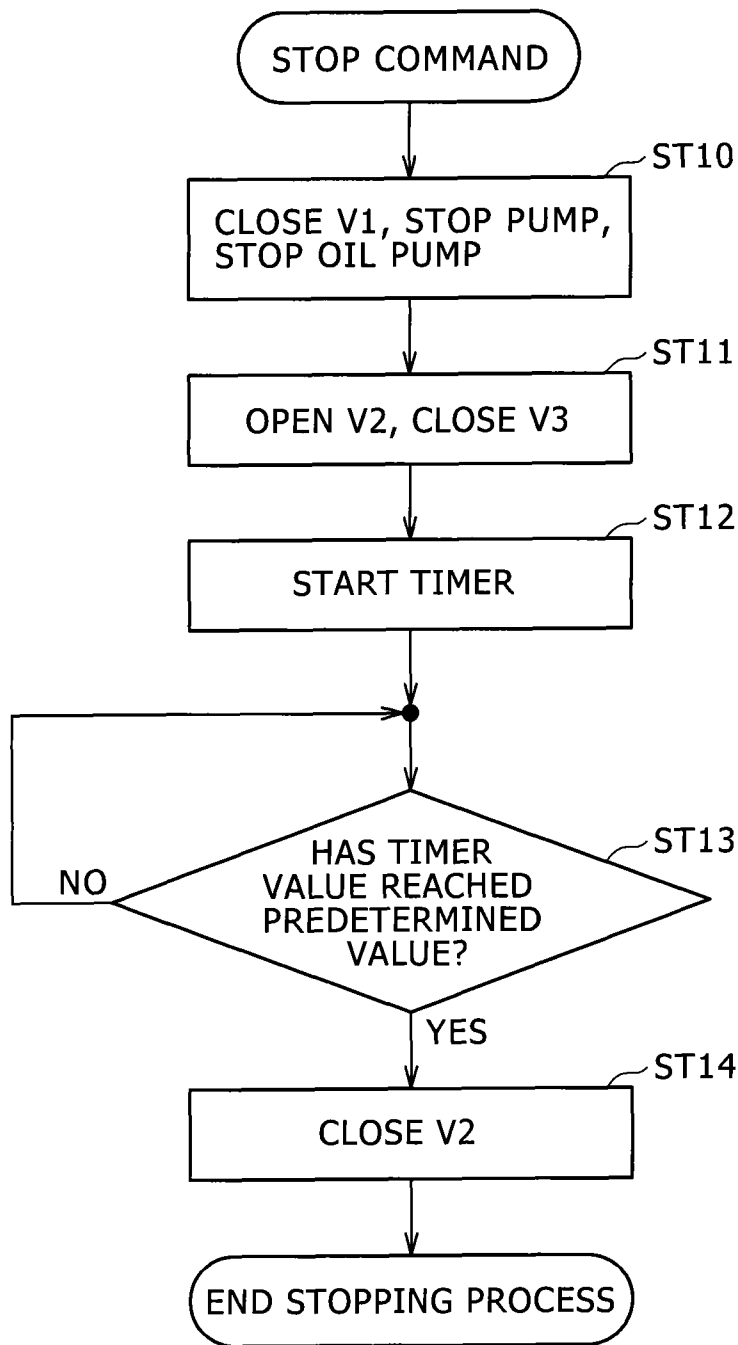 STOP COMMAND
ST10
CLOSE V1, STOP PUMP,
STOP OIL PUMP
ST11
OPEN V2, CLOSE V3
ST12
START TIMER
ST13
HAS TIMER
VALUE REACHED
PREDETERMINED
VALUE?
NO
YES
ST14
CLOSE V2
END STOPPING PROCESS